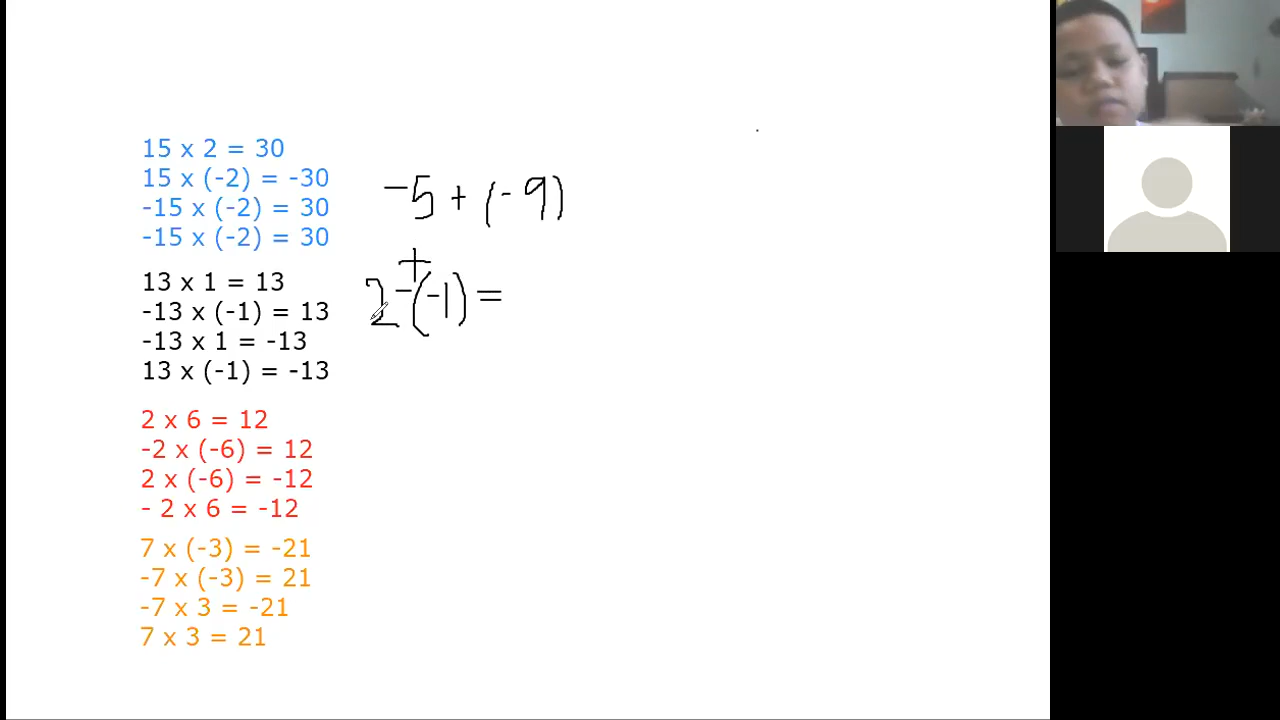 15 x 2 = 30
15 x (-2) = -30
-15 x (-2) = 30
-15 x (-2) = 30
13 x 1 = 13
-13 x (-1) = 13
-13 x 1 = -13
13 x (-1) = -13
2 x 6 = 12
-2 x (-6) = 12
2 x (-6) = -12
- 2 x 6 = -12
7 x (-3) = -21
-7 x (-3) = 21
-7 x 3 = -21
7 x 3 = 21
-5 + (-9)
+
2 - (-1) =